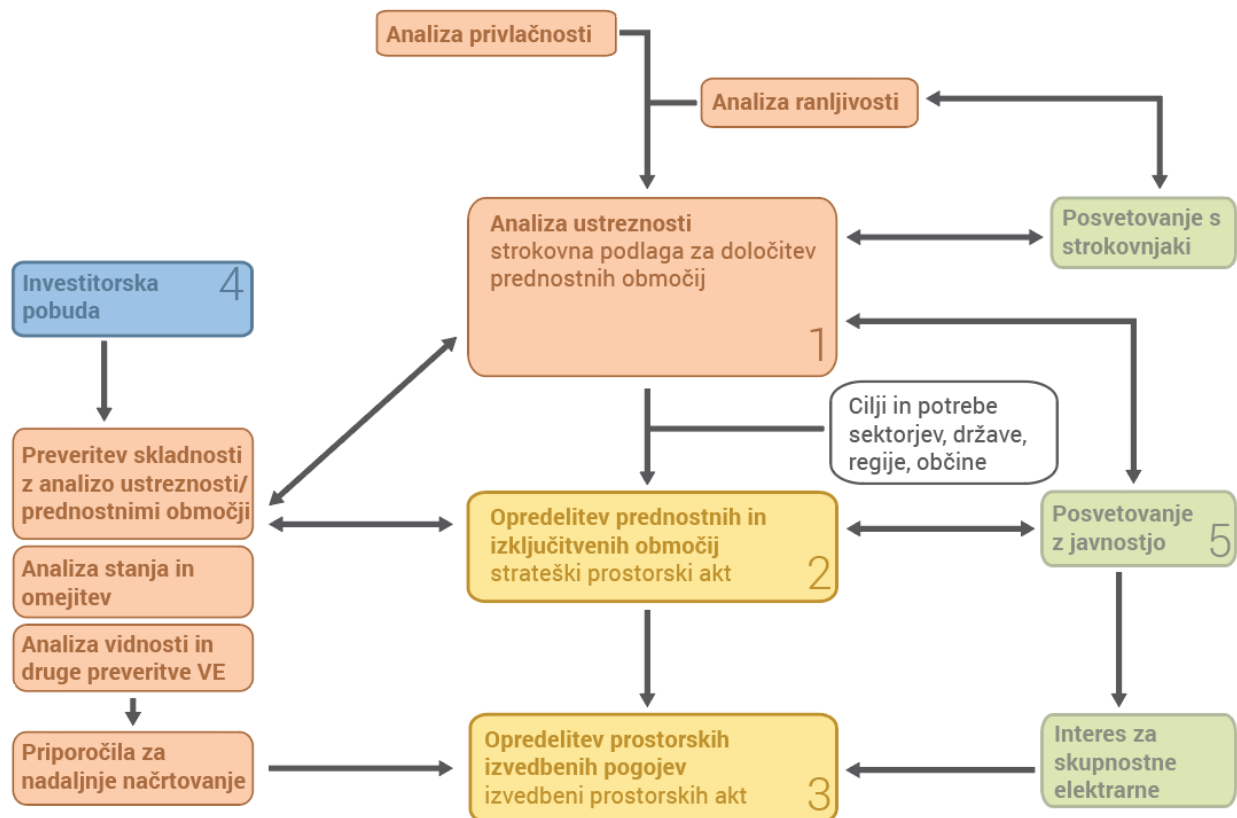 Analiza privlačnosti
Analiza ranljivosti
Analiza ustreznosti
strokovna podlaga za določitev
prednostnih območij
1
Posvetovanje s
strokovnjaki
Investitorska
pobuda
4
Cilji in potrebe
sektorjev, države,
regije, občine
Preveritev skladnosti
z analizo ustreznosti/
prednostnimi območji
Analiza stanja in
omejitev
Analiza vidnosti in
druge preveritve VE
Priporočila za
nadaljnje načrtovanje
Opredelitev prednostnih in
izključitvenih območij
strateški prostorski akt
2
Posvetovanje
z javnostjo
5
Opredelitev prostorskih
izvedbenih pogojev
izvedbeni prostorskih akt
3
Interes za
skupnostne
elektrarne